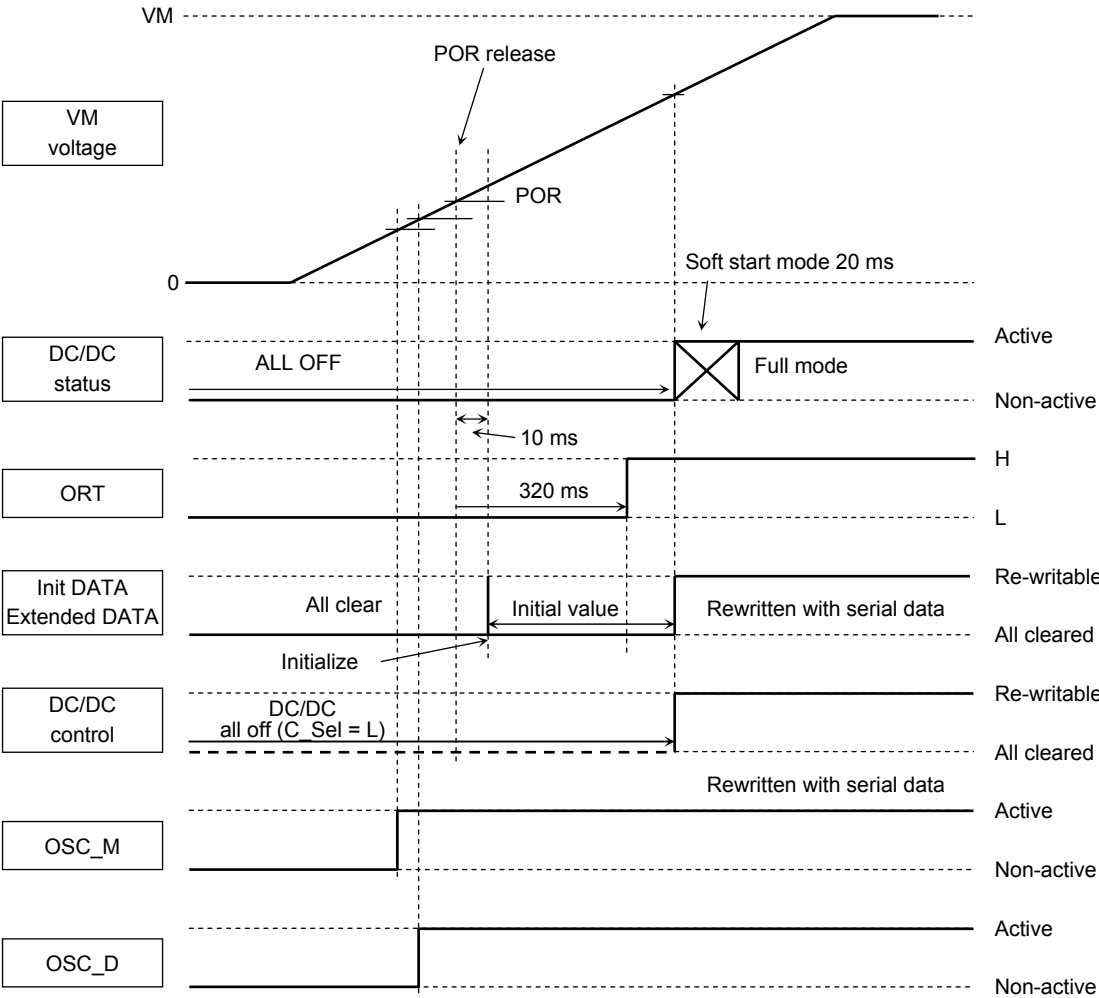 VM
POR release
VM
voltage
POR
0
Soft start mode 20 ms
DC/DC
status
ALL OFF
Full mode
Active
Non-active
10 ms
ORT
320 ms
H
L
Init DATA
Extended DATA
All clear
Initial value
Rewritten with serial data
Re-writable
All cleared
Initialize
DC/DC
control
DC/DC
all off (C_Sel = L)
Re-writable
All cleared
Rewritten with serial data
OSC_M
Active
Non-active
OSC_D
Active
Non-active